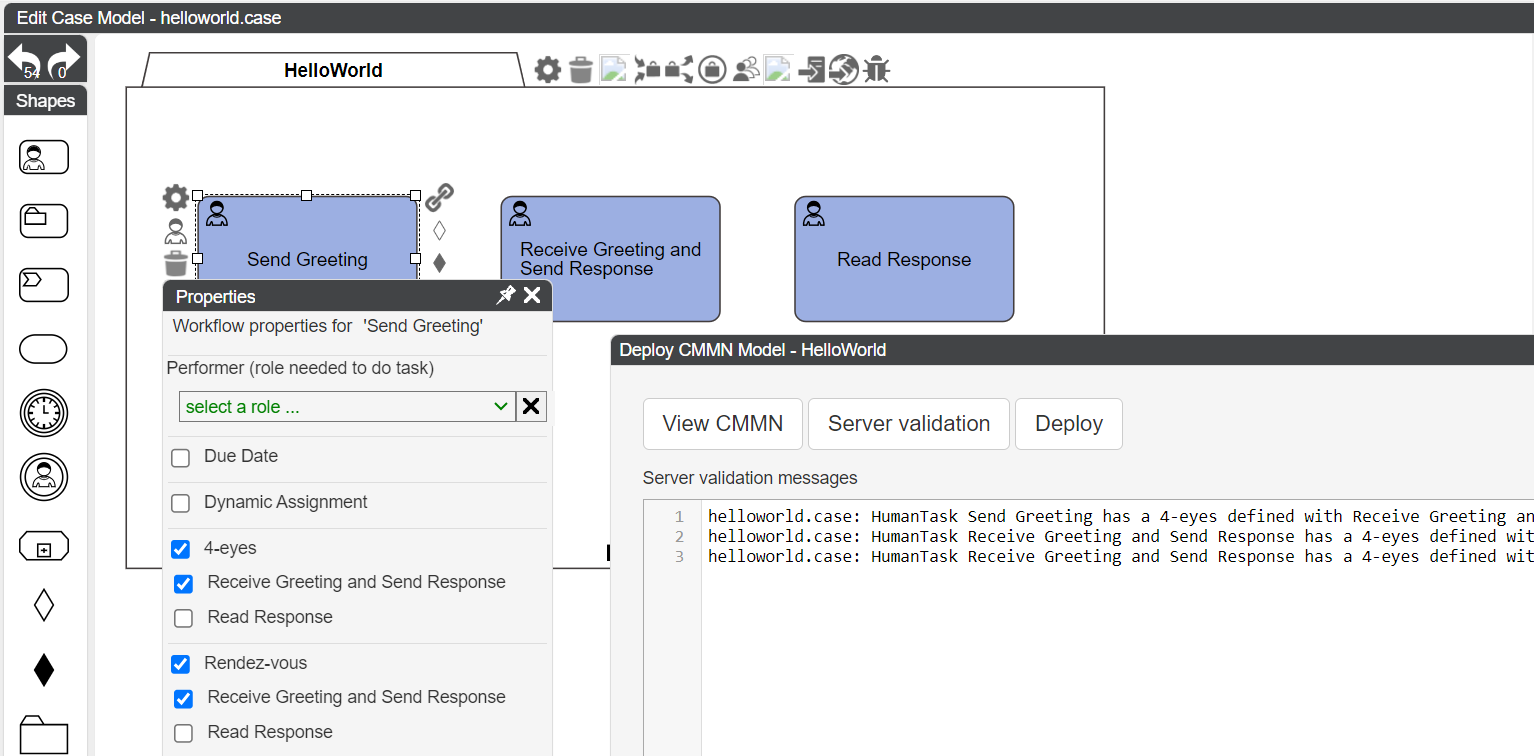 Edit Case Model - helloworld.case
54 0
Shapes
HelloWorld
Send Greeting
Receive Greeting and
Send Response
Read Response
Properties
Workflow properties for 'Send Greeting'
Performer (role needed to do task)
select a role ...
Due Date
Dynamic Assignment
4-eyes
Receive Greeting and Send Response
Read Response
Rendez-vous
Receive Greeting and Send Response
Read Response
Deploy CMMN Model - HelloWorld
View CMMN Server validation Deploy
Server validation messages
1 helloworld.case: HumanTask Send Greeting has a 4-eyes defined with Receive Greeting an
2 helloworld.case: HumanTask Receive Greeting and Send Response has a 4-eyes defined wit
3 helloworld.case: HumanTask Receive Greeting and Send Response has a 4-eyes defined wit